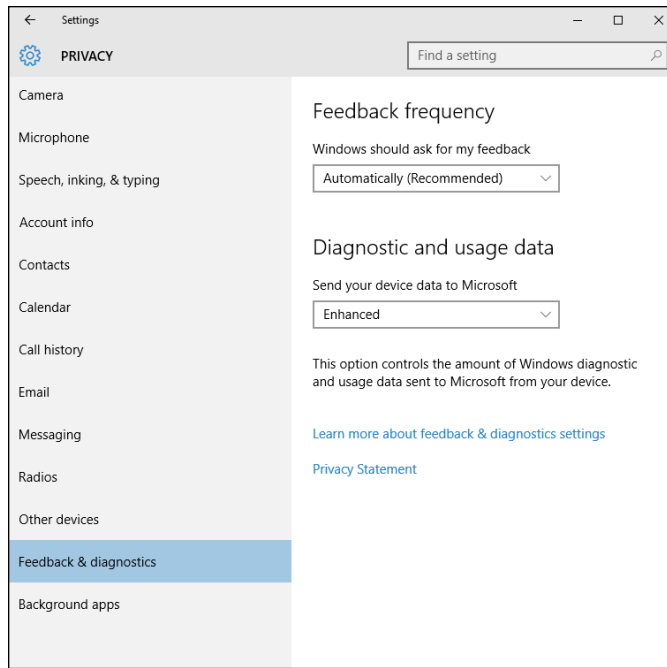 Settings
PRIVACY
Find a setting
Camera
Microphone
Speech, inking, & typing
Account info
Contacts
Calendar
Call history
Email
Messaging
Radios
Other devices
Feedback & diagnostics
Background apps
Feedback frequency
Windows should ask for my feedback
Automatically (Recommended)
Diagnostic and usage data
Send your device data to Microsoft
Enhanced
This option controls the amount of Windows diagnostic
and usage data sent to Microsoft from your device.
Learn more about feedback & diagnostics settings
Privacy Statement